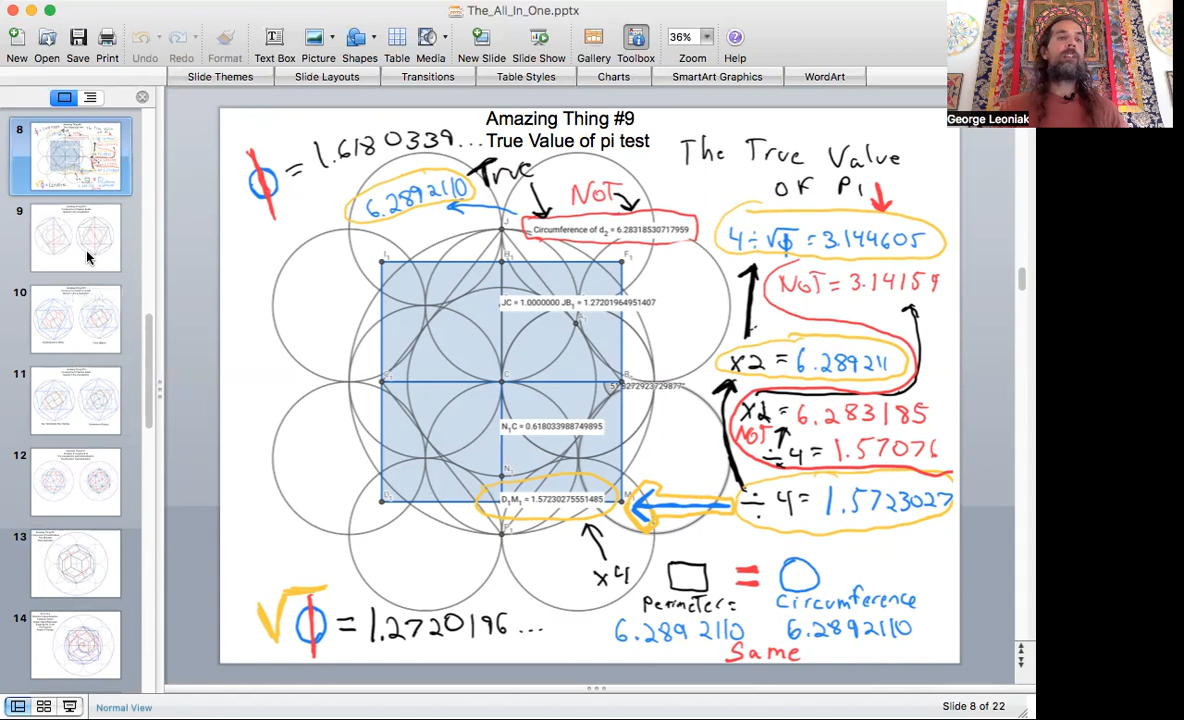 The_All_In_One.pptx
New Open Save Print Undo Redo Format Text Box Picture Shapes Table Media New Slide Slide Show Gallery Toolbox 36% Help
Slide Themes Slide Layouts Transitions Table Styles Charts SmartArt Graphics WordArt
George Leoniak
8
9
10
11
12
13
14
Amazing Thing #9
True Value of pi test
ϕ = 1.6180339...
6.2892110
True
NOT
Circumference of d₂ = 6.28318530717959
JC = 1.0000000 JB₁ = 1.27201964951407
N₁C = 0.618033988749895
D₁M₁ = 1.57230275551485
x4
The True Value
OF Pi
4 ÷ √ϕ = 3.144605
NOT = 3.14159
x2 = 6.289211
x2 = 6.283185
NOT
÷ 4 = 1.57076
÷ 4 = 1.5723027
□ = ○
Perimeter= Circumference
6.2892110 6.2892110
Same
√ϕ = 1.2720196...
Normal View
Slide 8 of 22